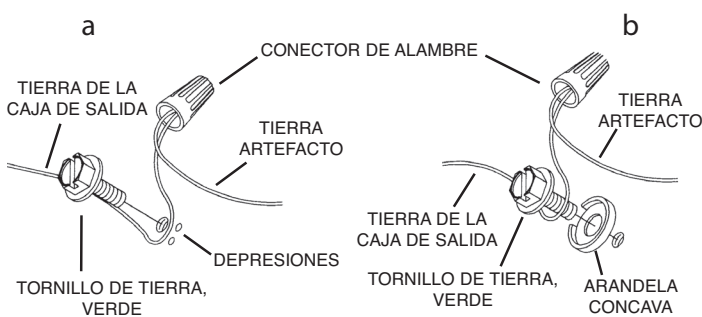 a
b
CONECTOR DE ALAMBRE
TIERRA DE LA
CAJA DE SALIDA
TIERRA
ARTEFACTO
DEPRESIONES
TORNILLO DE TIERRA,
VERDE
TIERRA
ARTEFACTO
TIERRA DE LA
CAJA DE SALIDA
TORNILLO DE TIERRA,
VERDE
ARANDELA
CONCAVA